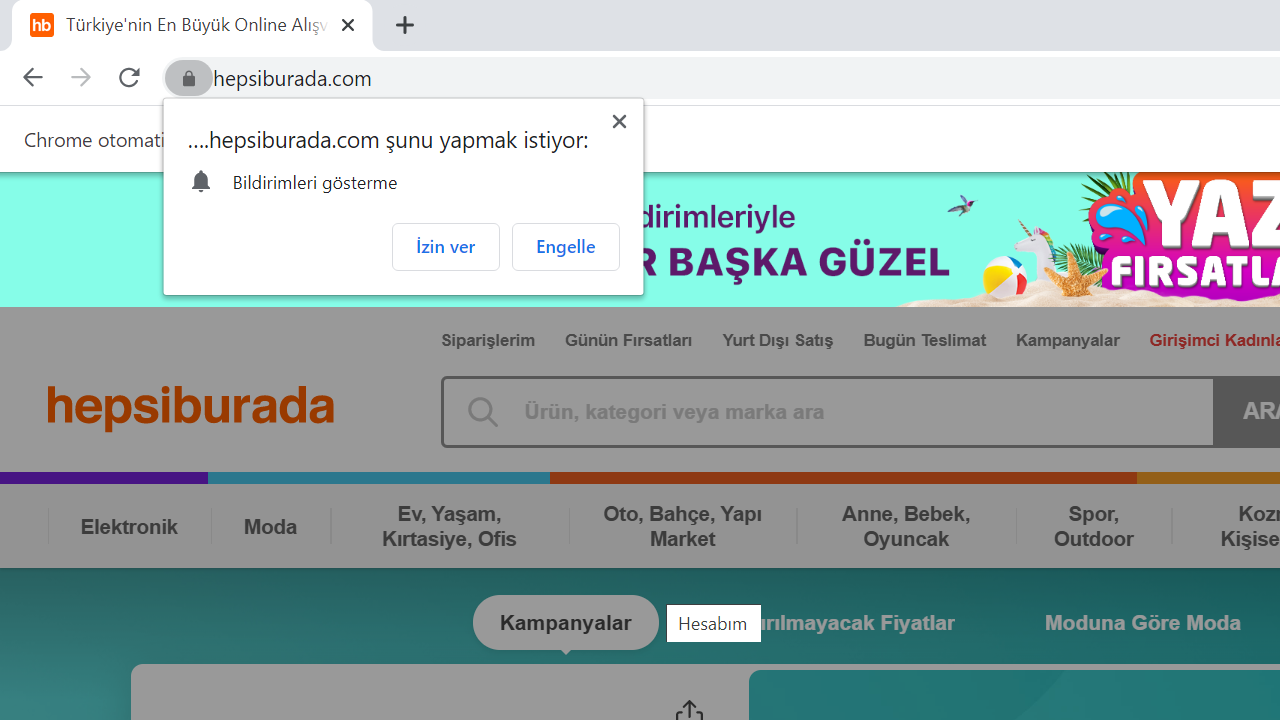 hb Türkiye'nin En Büyük Online Alışv
hepsiburada.com
Chrome otomati
....hepsiburada.com şunu yapmak istiyor:
Bildirimleri gösterme
İzin ver
Engelle
dirimleriyle
R BAŞKA GÜZEL
YAZ
FIRSATLA
Siparişlerim
Günün Fırsatları
Yurt Dışı Satış
Bugün Teslimat
Kampanyalar
Girişimci Kadınla
hepsiburada
Ürün, kategori veya marka ara
ARA
Elektronik
Moda
Ev, Yaşam,
Kırtasiye, Ofis
Oto, Bahçe, Yapı
Market
Anne, Bebek,
Oyuncak
Spor,
Outdoor
Kozm
Kişise
Kampanyalar
Hesabım
ırılmayacak Fiyatlar
Moduna Göre Moda